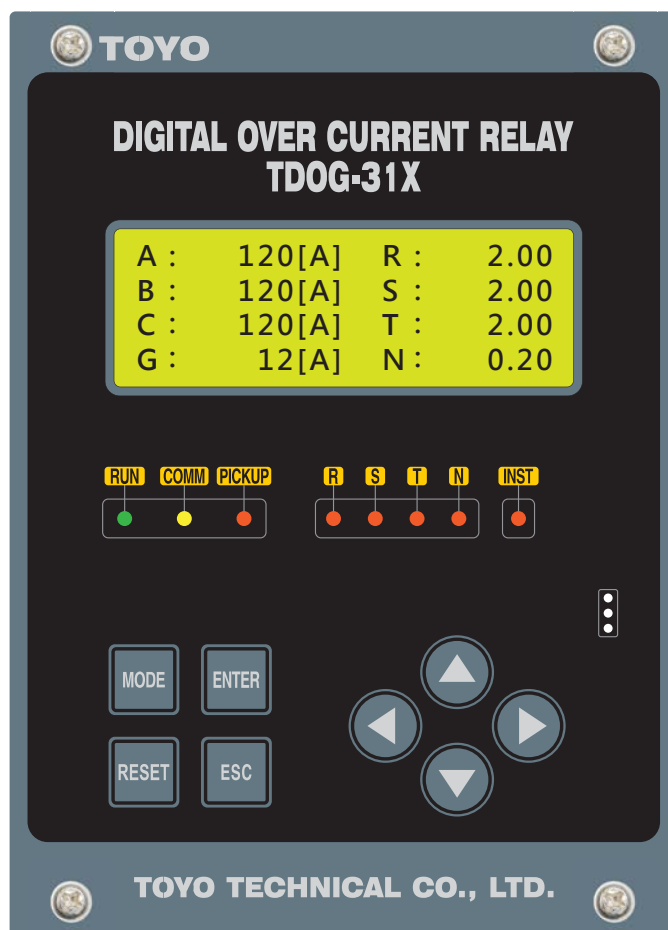 TOYO
DIGITAL OVER CURRENT RELAY
TDOG-31X
A : 120[A] R : 2.00
B : 120[A] S : 2.00
C : 120[A] T : 2.00
G : 12[A] N : 0.20
RUN COMM PICKUP R S T N INST
MODE ENTER
RESET ESC
TOYO TECHNICAL CO., LTD.